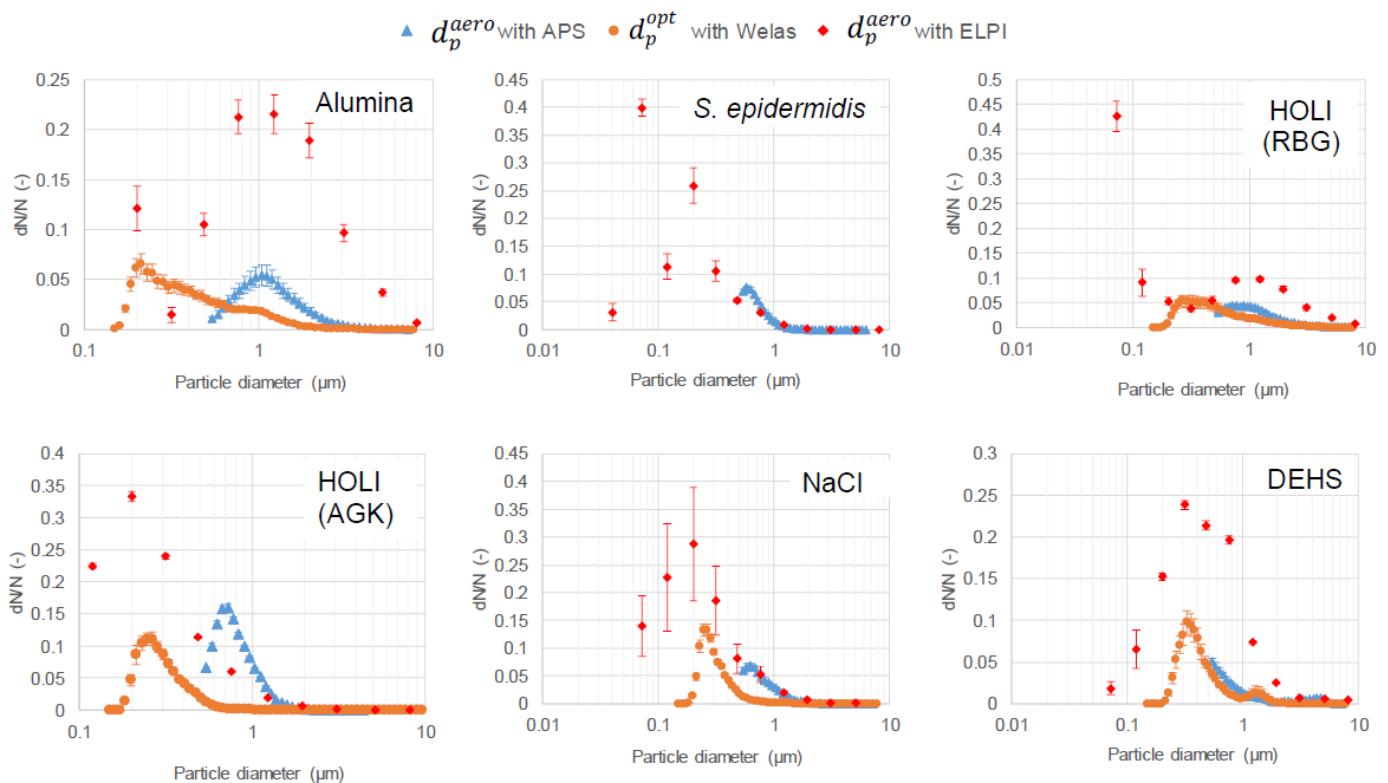 ▲ d_p^aero with APS ● d_p^opt with Welas ◆ d_p^aero with ELPI
Alumina
dN/N (-)
0.25
0.2
0.15
0.1
0.05
0
0.1 1 10
Particle diameter (µm)
S. epidermidis
dN/N (-)
0.45
0.4
0.35
0.3
0.25
0.2
0.15
0.1
0.05
0
0.01 0.1 1 10
Particle diameter (µm)
HOLI
(RBG)
dN/N (-)
0.5
0.45
0.4
0.35
0.3
0.25
0.2
0.15
0.1
0.05
0
0.01 0.1 1 10
Particle diameter (µm)
HOLI
(AGK)
dN/N (-)
0.4
0.35
0.3
0.25
0.2
0.15
0.1
0.05
0
0.1 1 10
Particle diameter (µm)
NaCl
dN/N (-)
0.45
0.4
0.35
0.3
0.25
0.2
0.15
0.1
0.05
0
0.01 0.1 1 10
Particle diameter (µm)
DEHS
dN/N (-)
0.3
0.25
0.2
0.15
0.1
0.05
0
0.01 0.1 1 10
Particle diameter (µm)